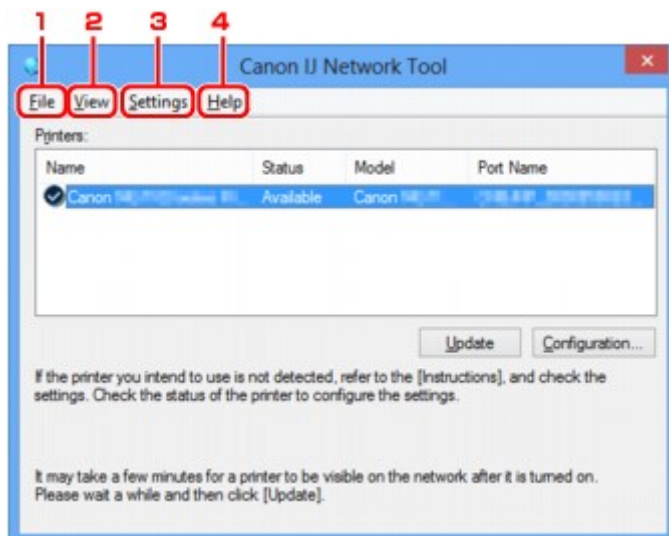 1 2 3 4
Canon IJ Network Tool
File View Settings Help
Printers:
Name Status Model Port Name
Canon Available Canon
Update Configuration...
If the printer you intend to use is not detected, refer to the [Instructions], and check the
settings. Check the status of the printer to configure the settings.
It may take a few minutes for a printer to be visible on the network after it is turned on.
Please wait a while and then click [Update].